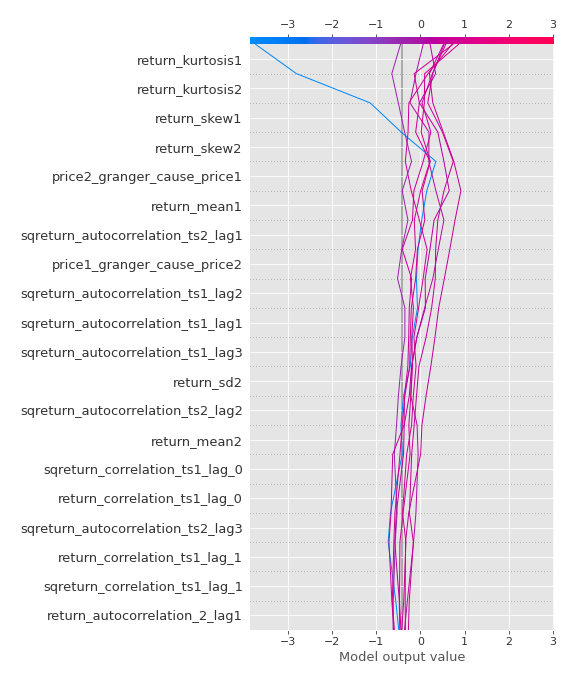 −3 −2 −1 0 1 2 3
return_kurtosis1
return_kurtosis2
return_skew1
return_skew2
price2_granger_cause_price1
return_mean1
sqreturn_autocorrelation_ts2_lag1
price1_granger_cause_price2
sqreturn_autocorrelation_ts1_lag2
sqreturn_autocorrelation_ts1_lag1
sqreturn_autocorrelation_ts1_lag3
return_sd2
sqreturn_autocorrelation_ts2_lag2
return_mean2
sqreturn_correlation_ts1_lag_0
return_correlation_ts1_lag_0
sqreturn_autocorrelation_ts2_lag3
return_correlation_ts1_lag_1
sqreturn_correlation_ts1_lag_1
return_autocorrelation_2_lag1
−3 −2 −1 0 1 2 3
Model output value